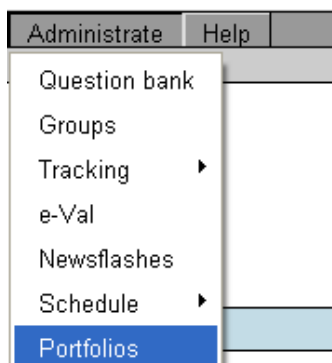 Administrate Help
Question bank
Groups
Tracking
e-Val
Newsflashes
Schedule
Portfolios